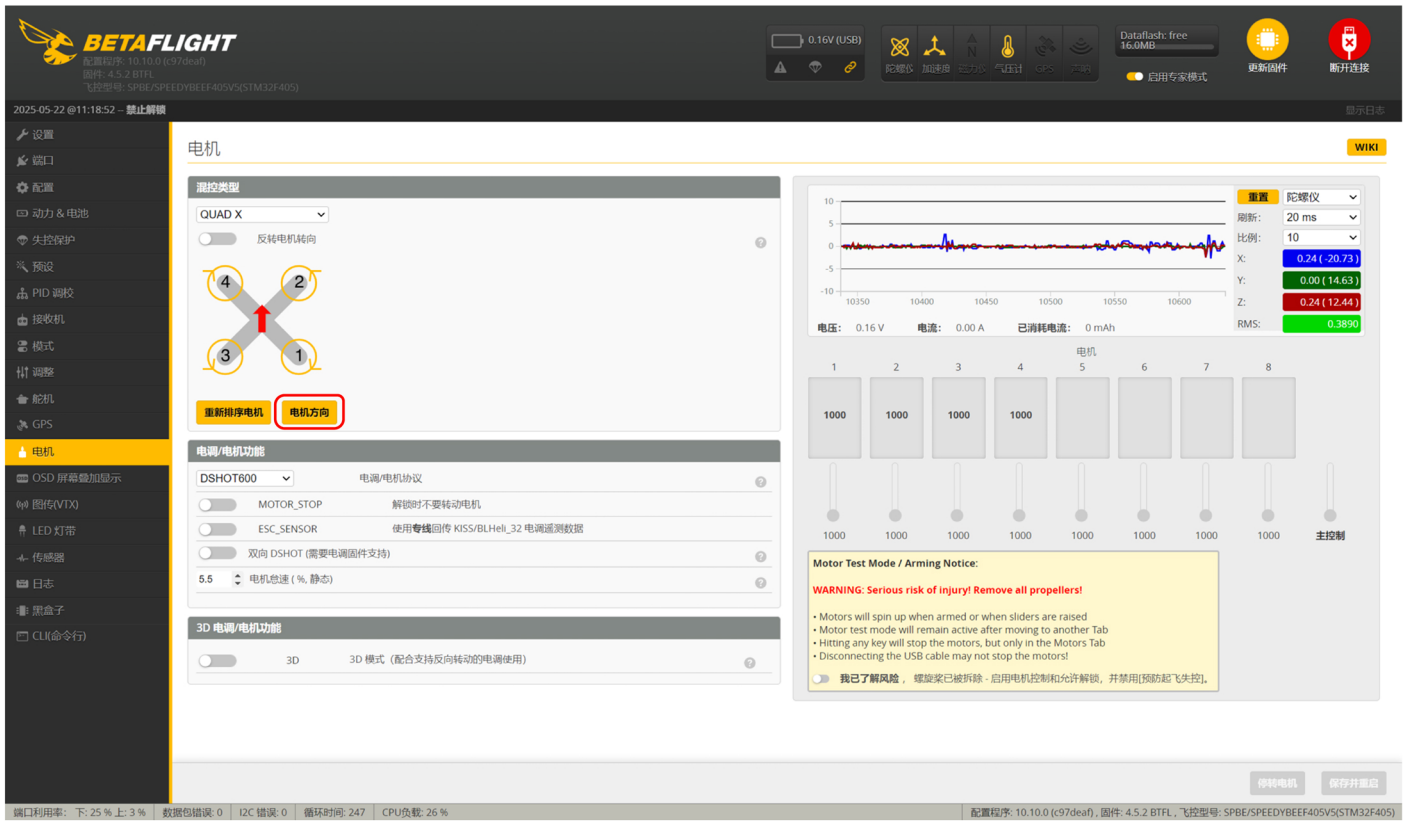 BETAFLIGHT
配置程序: 10.10.0 (c97deaf)
固件: 4.5.2 BTFL
飞控型号: SPBE/SPEEDYBEEF405V5(STM32F405)
0.16V (USB)
陀螺仪 加速度 磁力计 气压计 GPS 声呐
Dataflash: free
16.0MB
启用专家模式
更新固件
断开连接
2025-05-22 @11:18:52 -- 禁止解锁
显示日志
设置
端口
配置
动力 & 电池
失控保护
预设
PID 调校
接收机
模式
调整
舵机
GPS
电机
OSD 屏幕叠加显示
图传(VTX)
LED 灯带
传感器
日志
黑盒子
CLI(命令行)
电机
WIKI
混控类型
QUAD X
反转电机转向
4 2
3 1
重新排序电机 电机方向
电调/电机功能
DSHOT600 电调/电机协议
MOTOR_STOP 解锁时不要转动电机
ESC_SENSOR 使用专线回传 KISS/BLHeli_32 电调遥测数据
双向 DSHOT (需要电调固件支持)
5.5 电机怠速 ( %, 静态)
3D 电调/电机功能
3D 3D 模式（配合支持反向转动的电调使用）
10
5
0
-5
-10
10350 10400 10450 10500 10550 10600
重置 陀螺仪
刷新: 20 ms
比例: 10
X: 0.24 ( -20.73 )
Y: 0.00 ( 14.63 )
Z: 0.24 ( 12.44 )
RMS: 0.3890
电压: 0.16 V 电流: 0.00 A 已消耗电流: 0 mAh
电机
1 2 3 4 5 6 7 8
1000 1000 1000 1000
1000 1000 1000 1000 1000 1000 1000 1000 主控制
Motor Test Mode / Arming Notice:
WARNING: Serious risk of injury! Remove all propellers!
• Motors will spin up when armed or when sliders are raised
• Motor test mode will remain active after moving to another Tab
• Hitting any key will stop the motors, but only in the Motors Tab
• Disconnecting the USB cable may not stop the motors!
我已了解风险， 螺旋桨已被拆除 - 启用电机控制和允许解锁，并禁用[预防起飞失控]。
停转电机 保存并重启
端口利用率: 下: 25 % 上: 3 % 数据包错误: 0 I2C 错误: 0 循环时间: 247 CPU负载: 26 %
配置程序: 10.10.0 (c97deaf) , 固件: 4.5.2 BTFL , 飞控型号: SPBE/SPEEDYBEEF405V5(STM32F405)